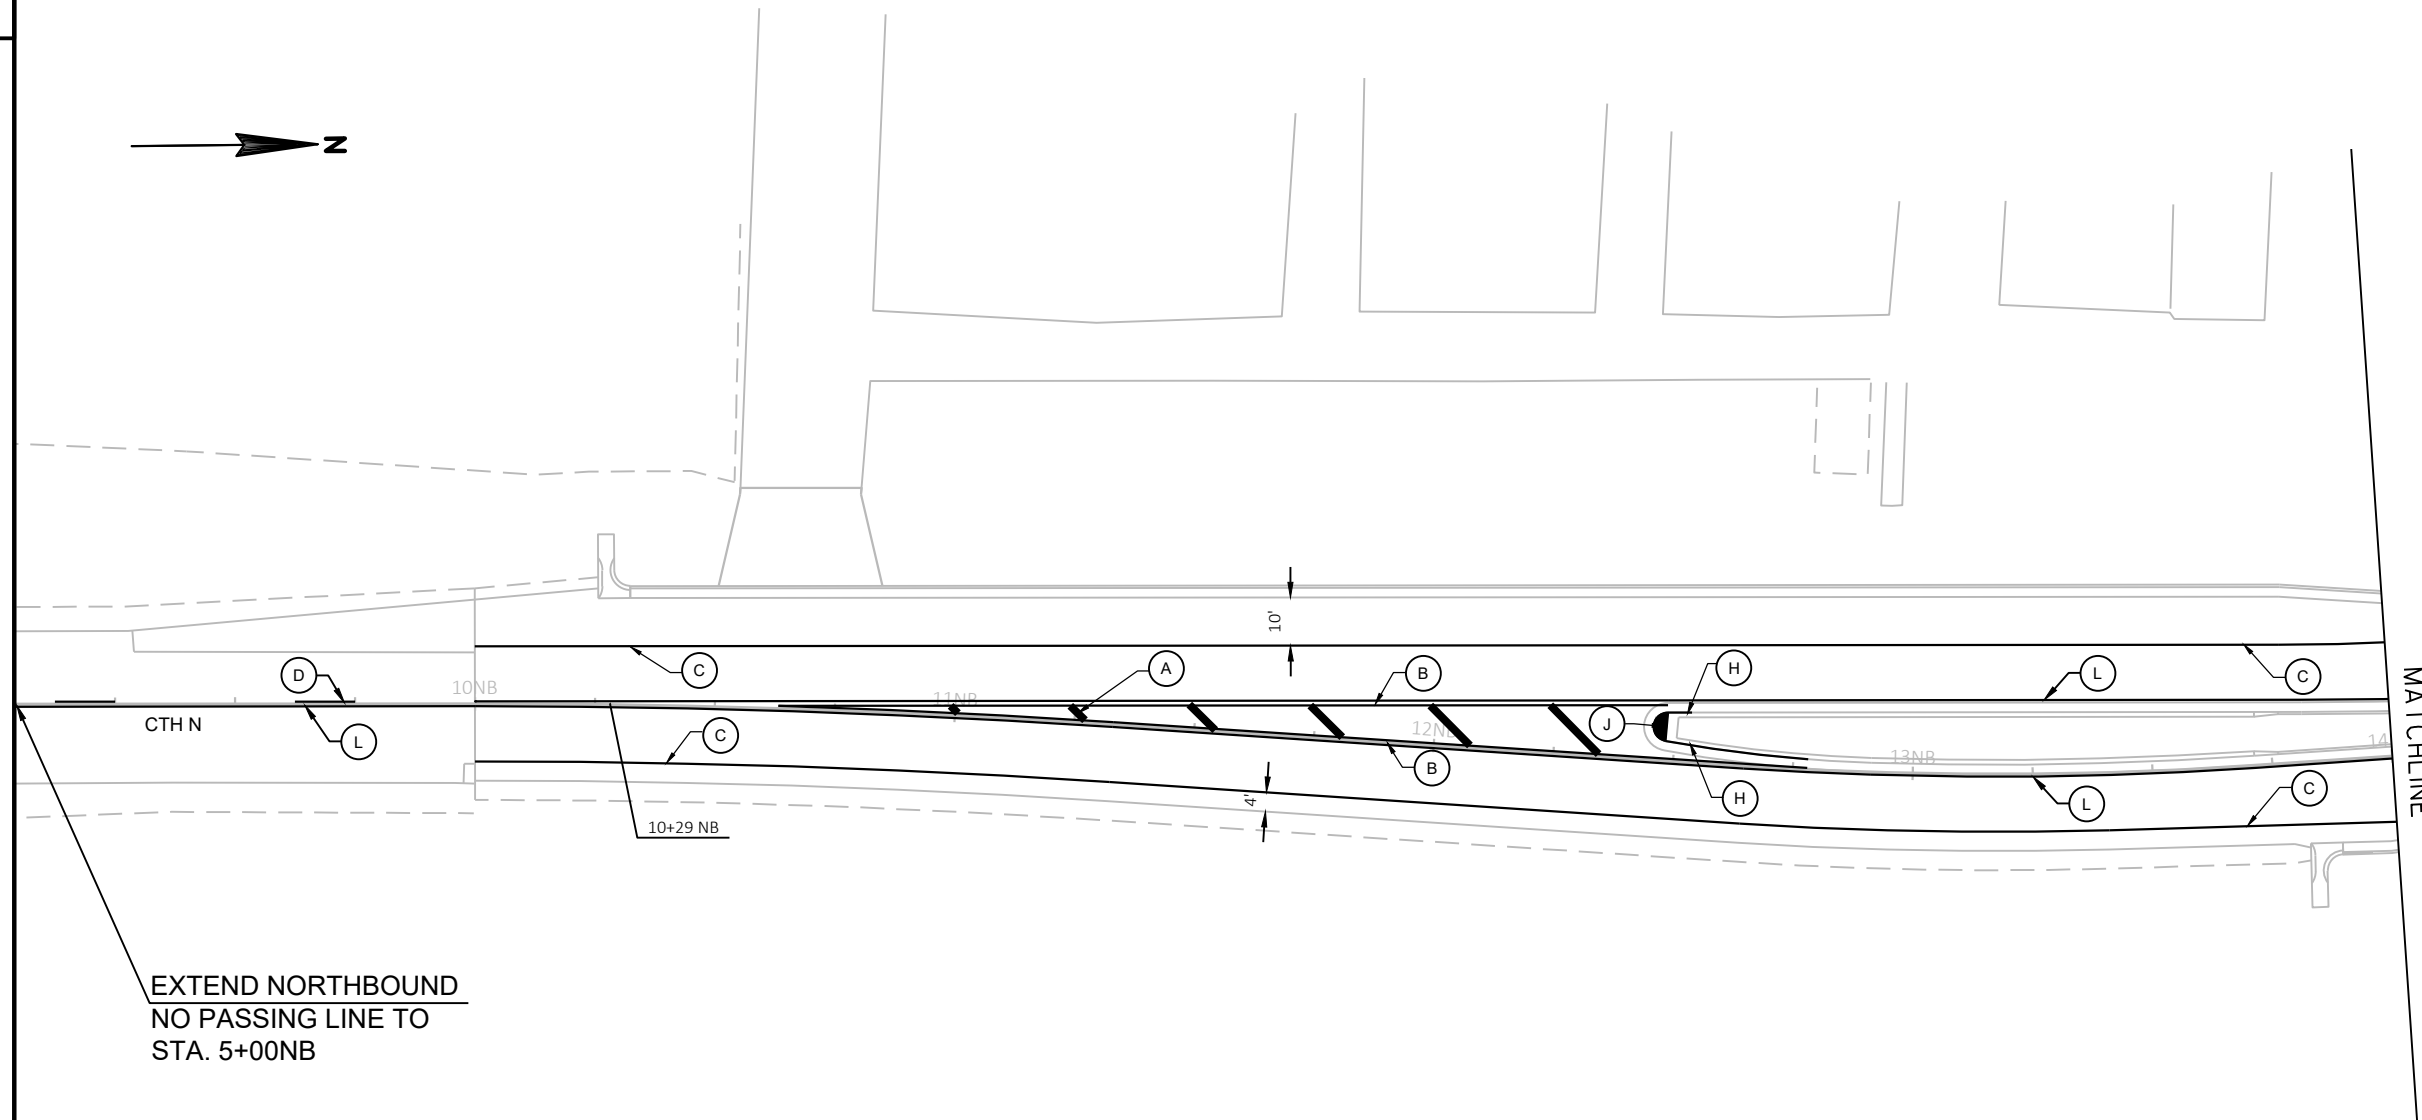 N
10'
D
C
A
B
H
L
C
10NB
11NB
CTH N
L
C
12NB
J
B
H
13NB
14
L
C
4'
10+29 NB
MATCHLINE
EXTEND NORTHBOUND
NO PASSING LINE TO
STA. 5+00NB